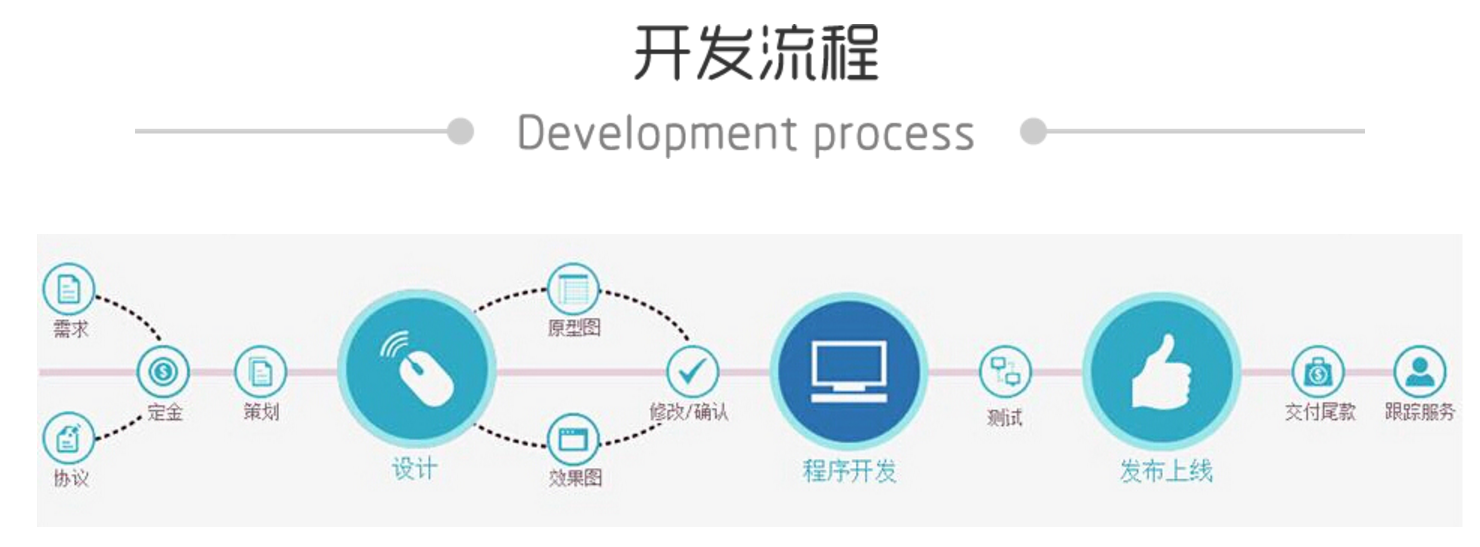 开发流程
Development process
需求
定金
协议
策划
设计
原型图
效果图
修改/确认
程序开发
测试
发布上线
交付尾款
跟踪服务